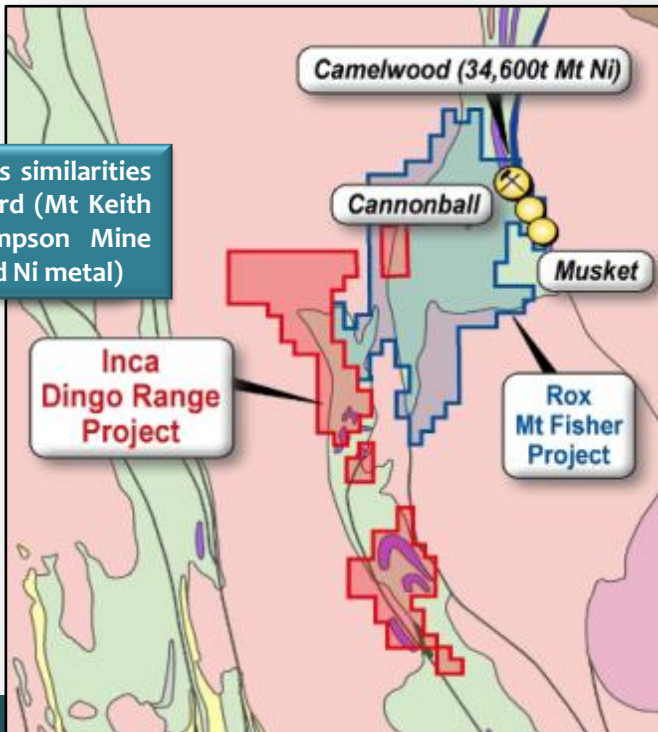 Camelwood (34,600t Mt Ni)
s similarities
rd (Mt Keith
mpson Mine
d Ni metal)
Cannonball
Musket
Inca
Dingo Range
Project
Rox
Mt Fisher
Project